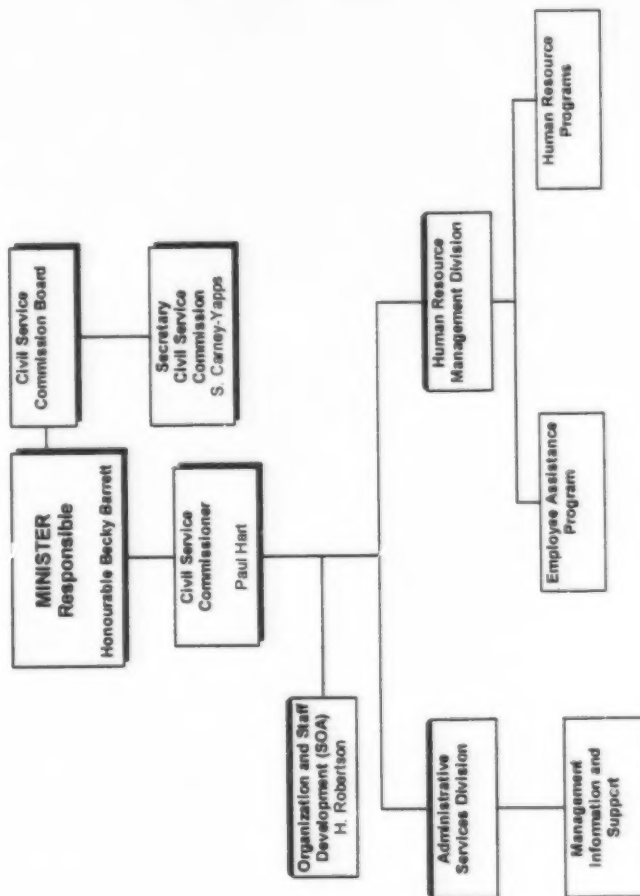 MINISTER
Responsible
Honourable Becky Barrett
Civil Service
Commission Board
Civil Service
Commissioner
Paul Hart
Secretary
Civil Service
Commission
S. Carney-Yapps
Organization and Staff
Development (SOA)
H. Robertson
Administrative
Services Division
Human Resource
Management Division
Management
Information and
Support
Employee Assistance
Program
Human Resource
Programs